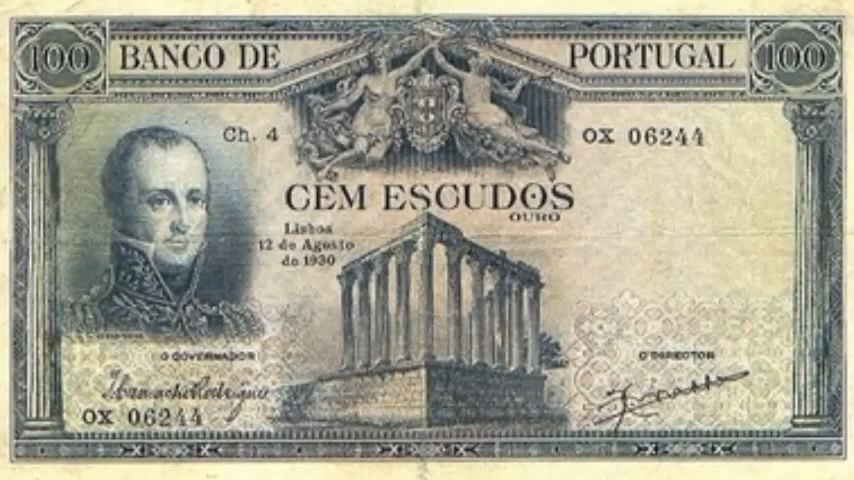 100 BANCO DE PORTUGAL 100
Ch. 4
OX 06244
CEM ESCUDOS
OURO
Lisboa
12 de Agosto
de 1930
O GOVERNADOR
O DIRECTOR
OX 06244